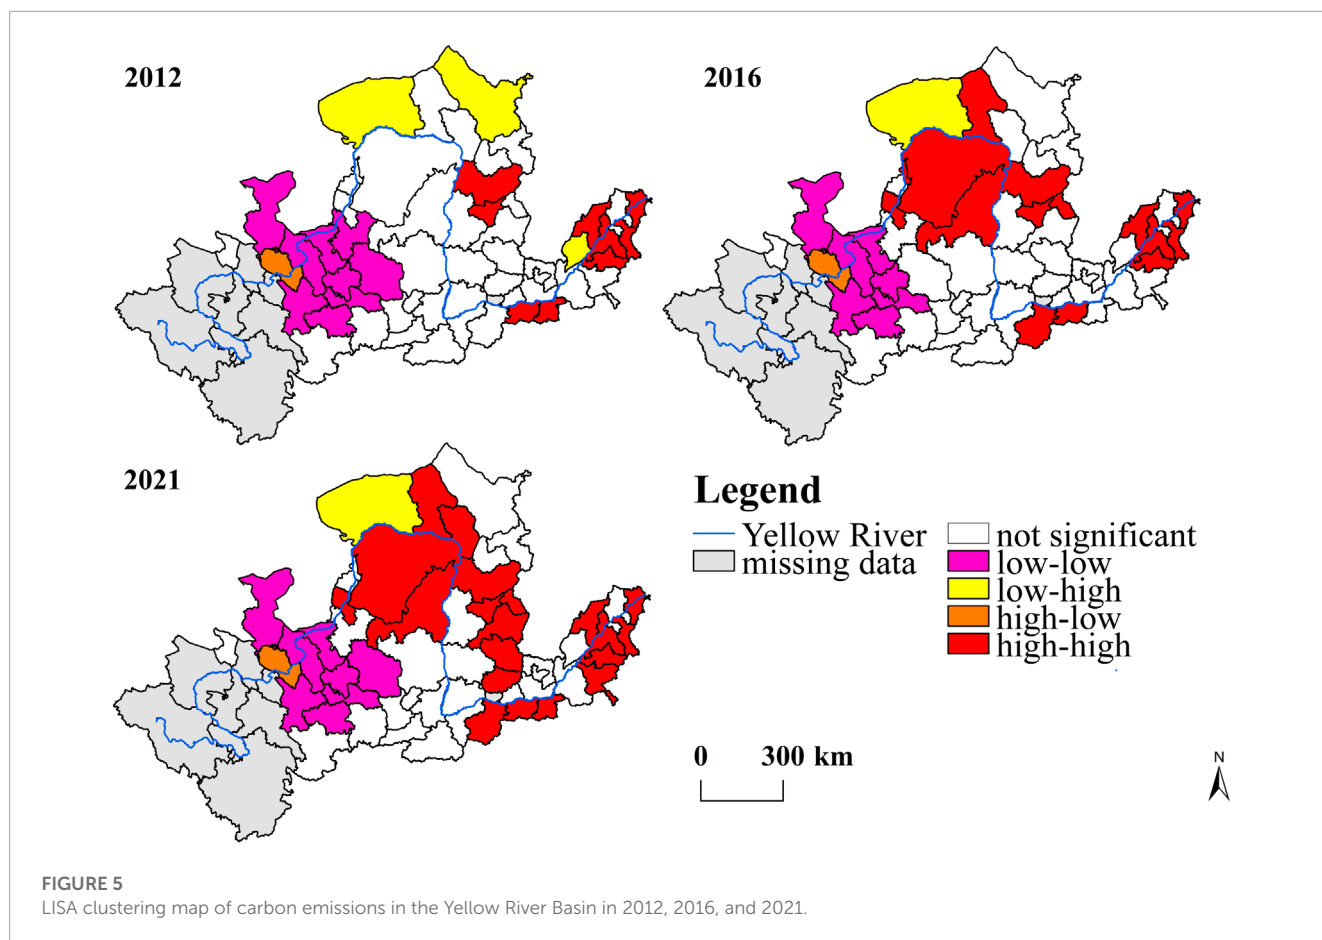 2012
2016
2021
Legend
Yellow River
missing data
not significant
low-low
low-high
high-low
high-high
0 300 km
N
FIGURE 5
LISA clustering map of carbon emissions in the Yellow River Basin in 2012, 2016, and 2021.